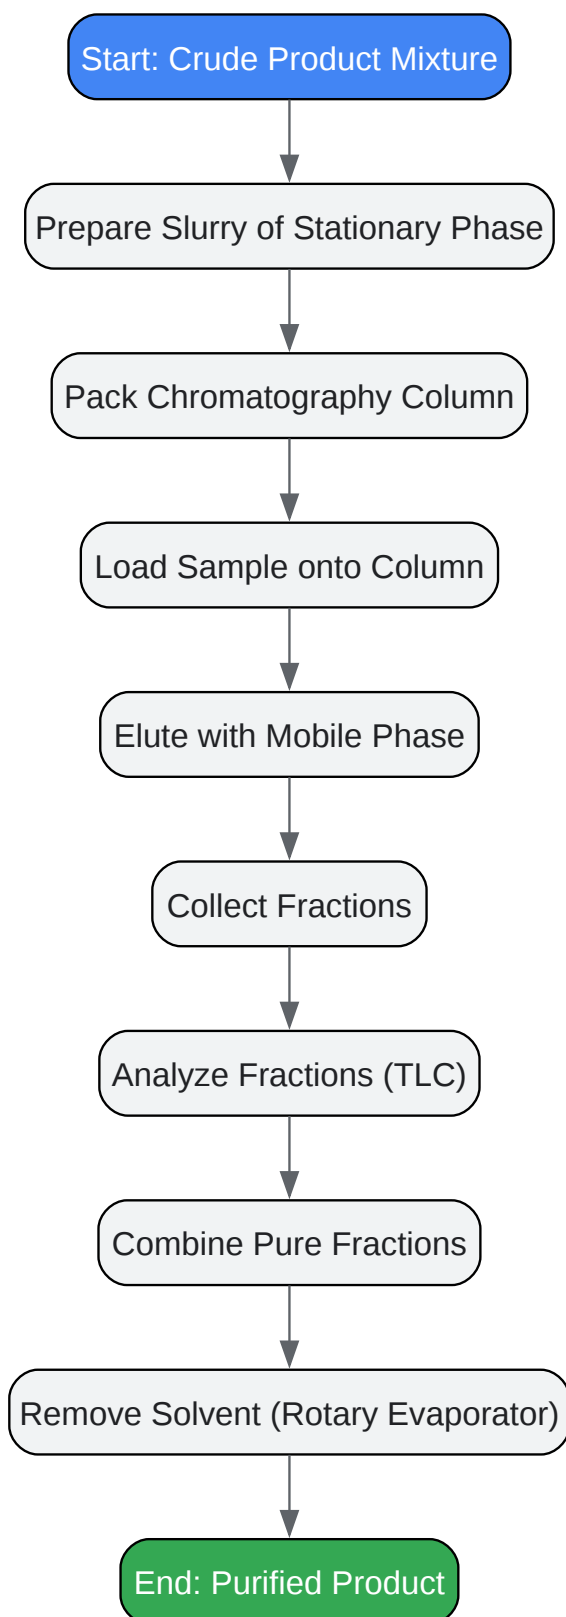 Start: Crude Product Mixture
Prepare Slurry of Stationary Phase
Pack Chromatography Column
Load Sample onto Column
Elute with Mobile Phase
Collect Fractions
Analyze Fractions (TLC)
Combine Pure Fractions
Remove Solvent (Rotary Evaporator)
End: Purified Product